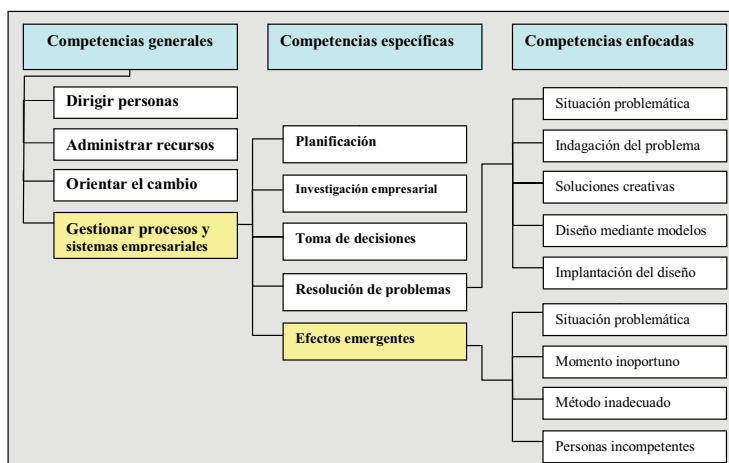 Competencias generales
Dirigir personas
Administrar recursos
Orientar el cambio
Gestionar procesos y
sistemas empresariales
Competencias específicas
Planificación
Investigación empresarial
Toma de decisiones
Resolución de problemas
Efectos emergentes
Competencias enfocadas
Situación problemática
Indagación del problema
Soluciones creativas
Diseño mediante modelos
Implantación del diseño
Situación problemática
Momento inoportuno
Método inadecuado
Personas incompetentes